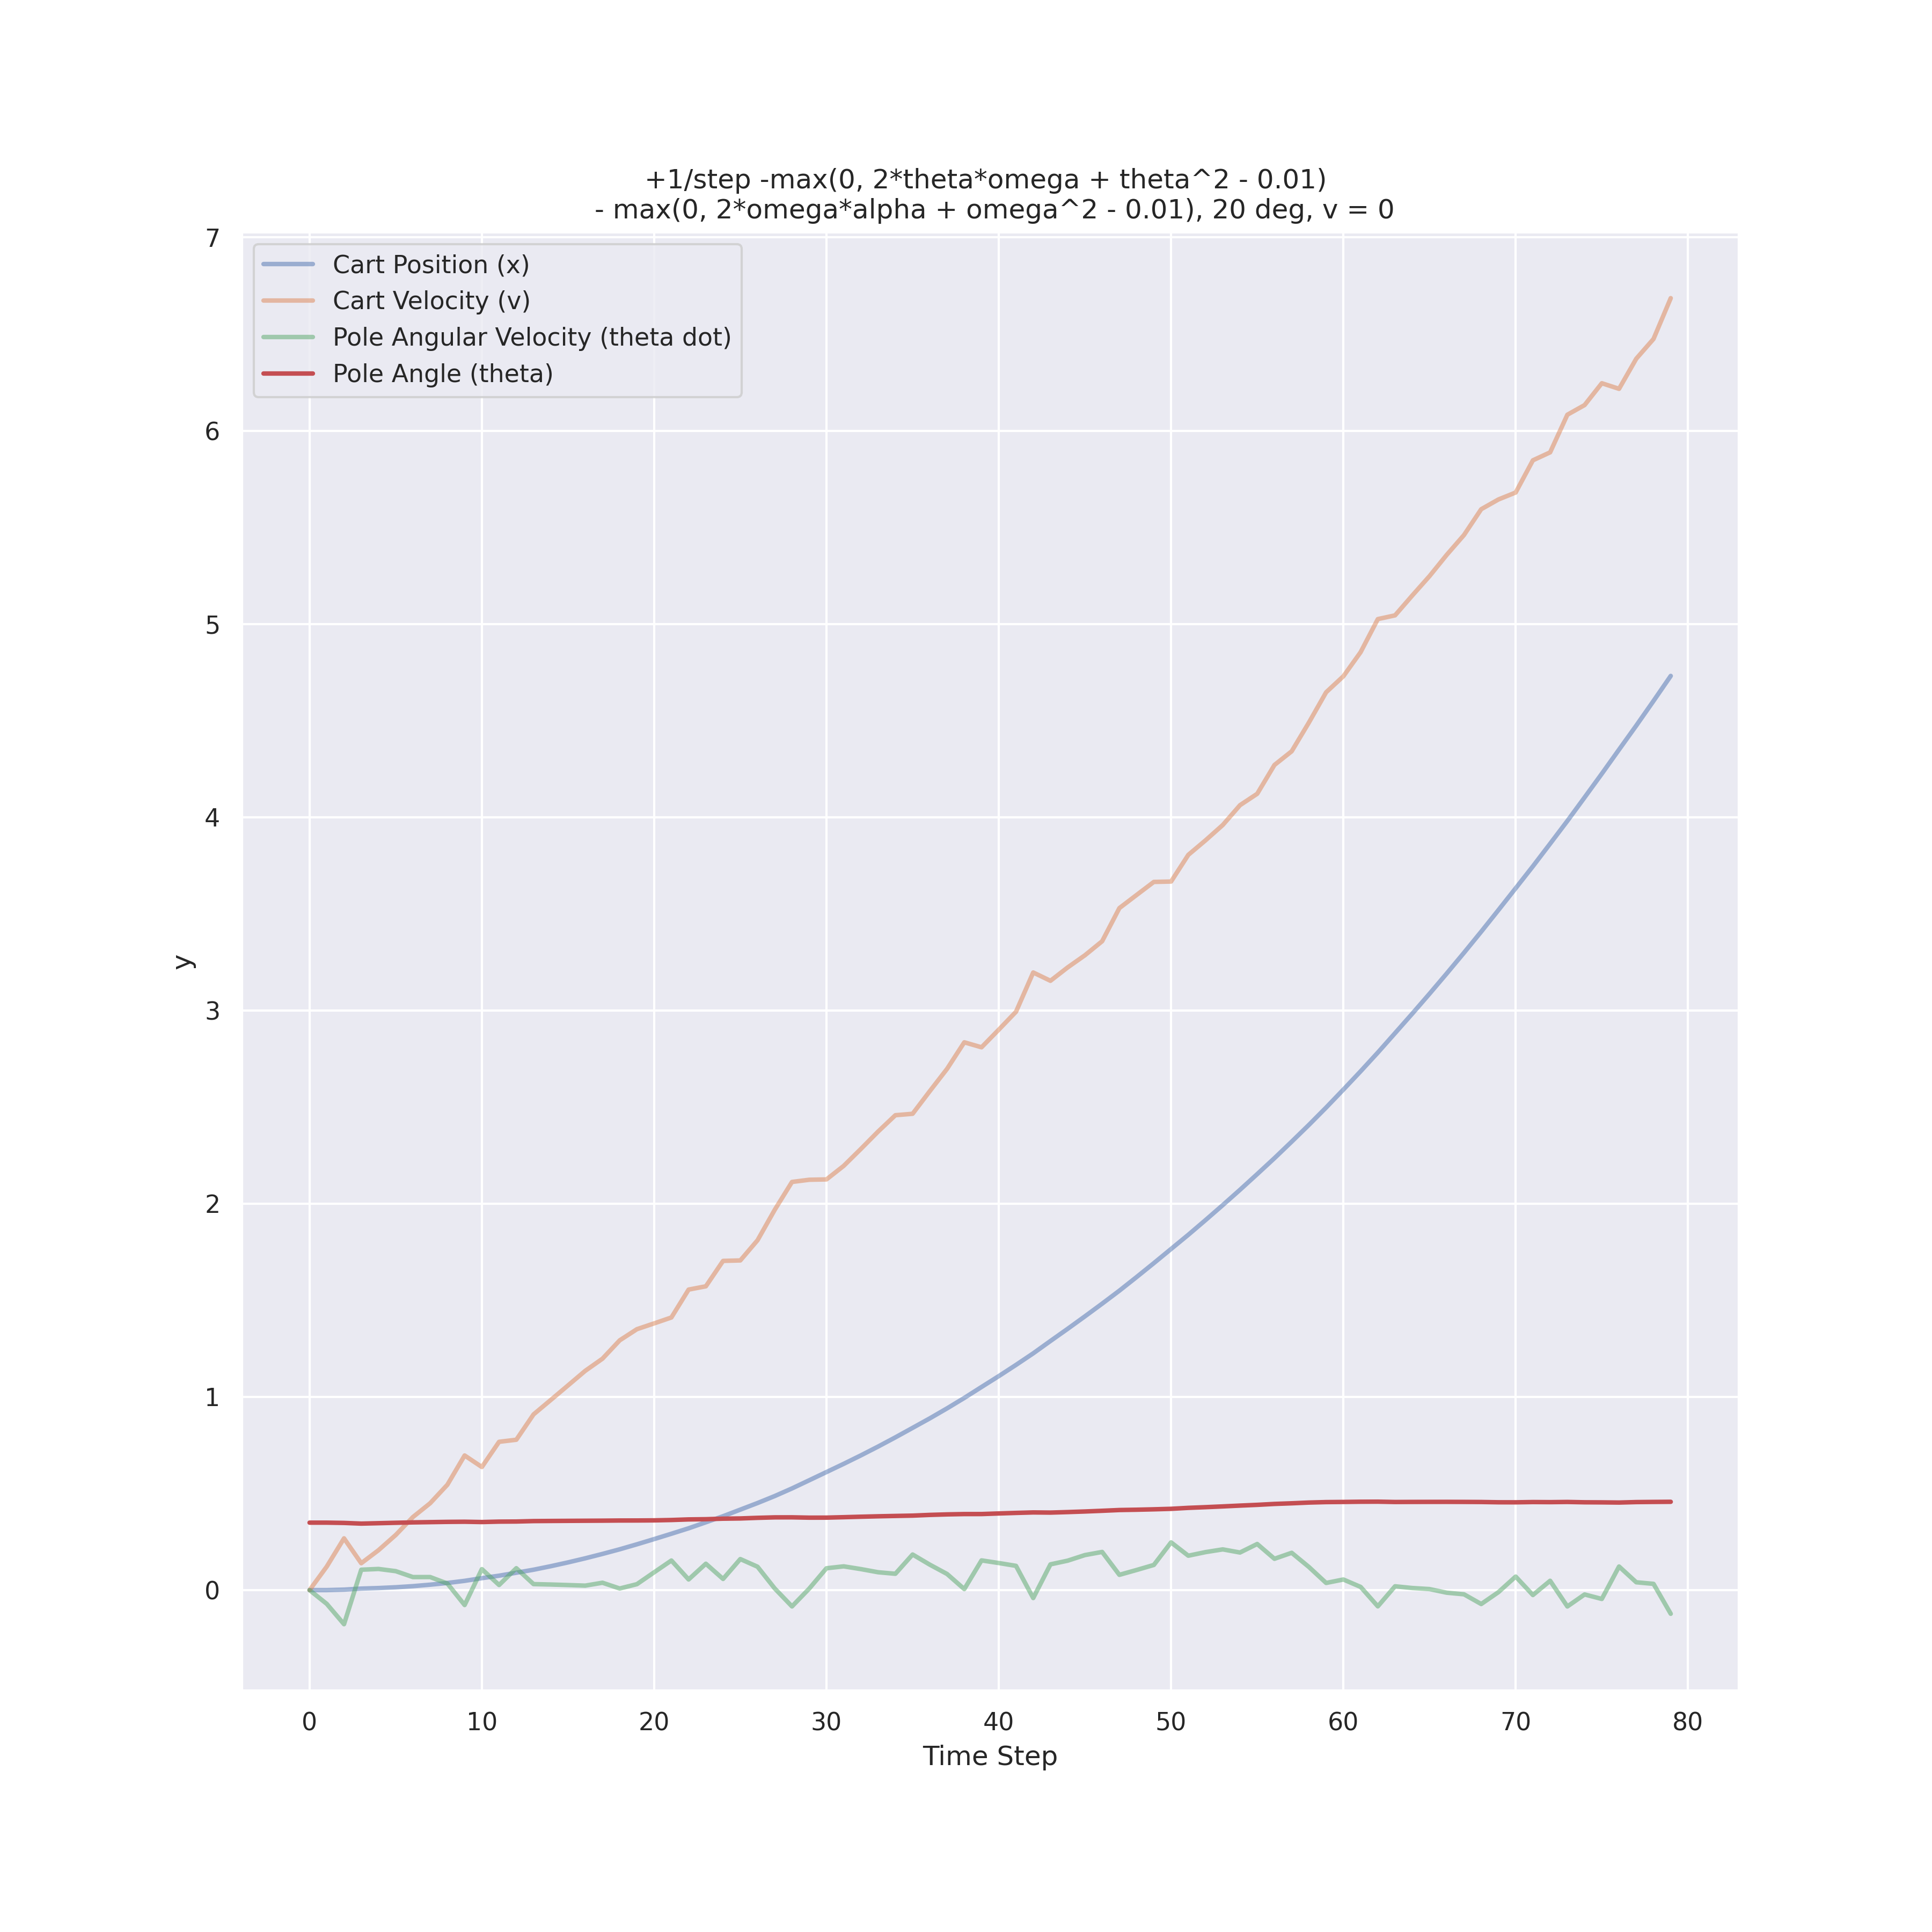 +1/step -max(0, 2*theta*omega + theta^2 - 0.01)
- max(0, 2*omega*alpha + omega^2 - 0.01), 20 deg, v = 0
Cart Position (x)
Cart Velocity (v)
Pole Angular Velocity (theta dot)
Pole Angle (theta)
7
6
5
4
3
2
1
0
y
0 10 20 30 40 50 60 70 80
Time Step